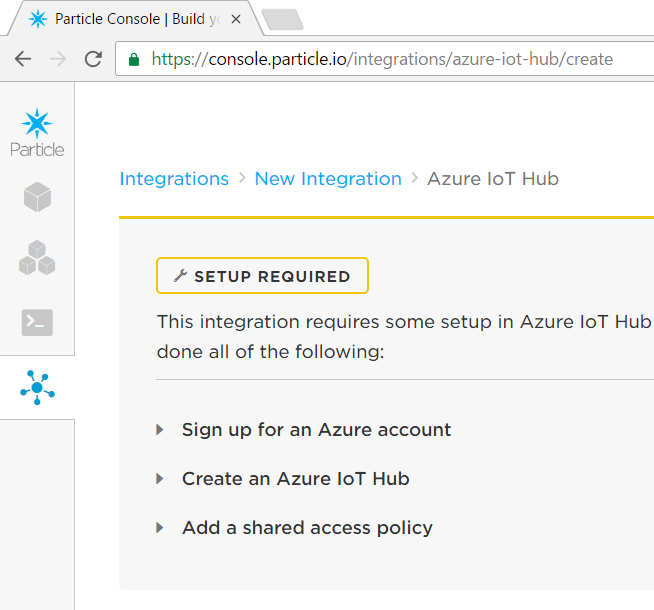 Particle Console | Build yo
https://console.particle.io/integrations/azure-iot-hub/create
Particle
Integrations > New Integration > Azure IoT Hub
SETUP REQUIRED
This integration requires some setup in Azure IoT Hub
done all of the following:
Sign up for an Azure account
Create an Azure IoT Hub
Add a shared access policy